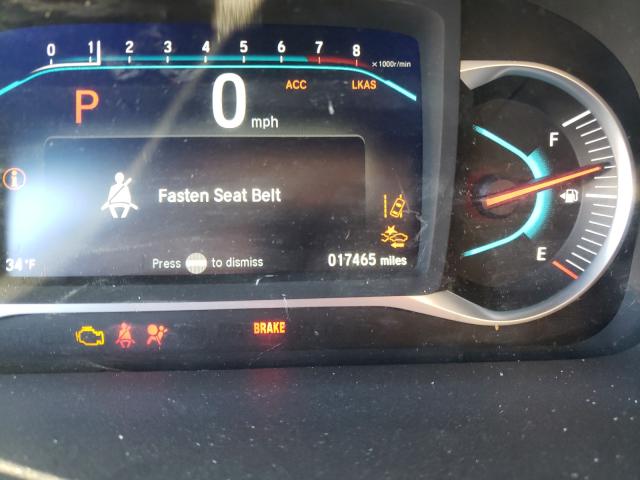 0 1 2 3 4 5 6 7 8 ×1000r/min
ACC LKAS
P 0 mph
F
Fasten Seat Belt
E
34°F Press to dismiss 017465 miles
BRAKE